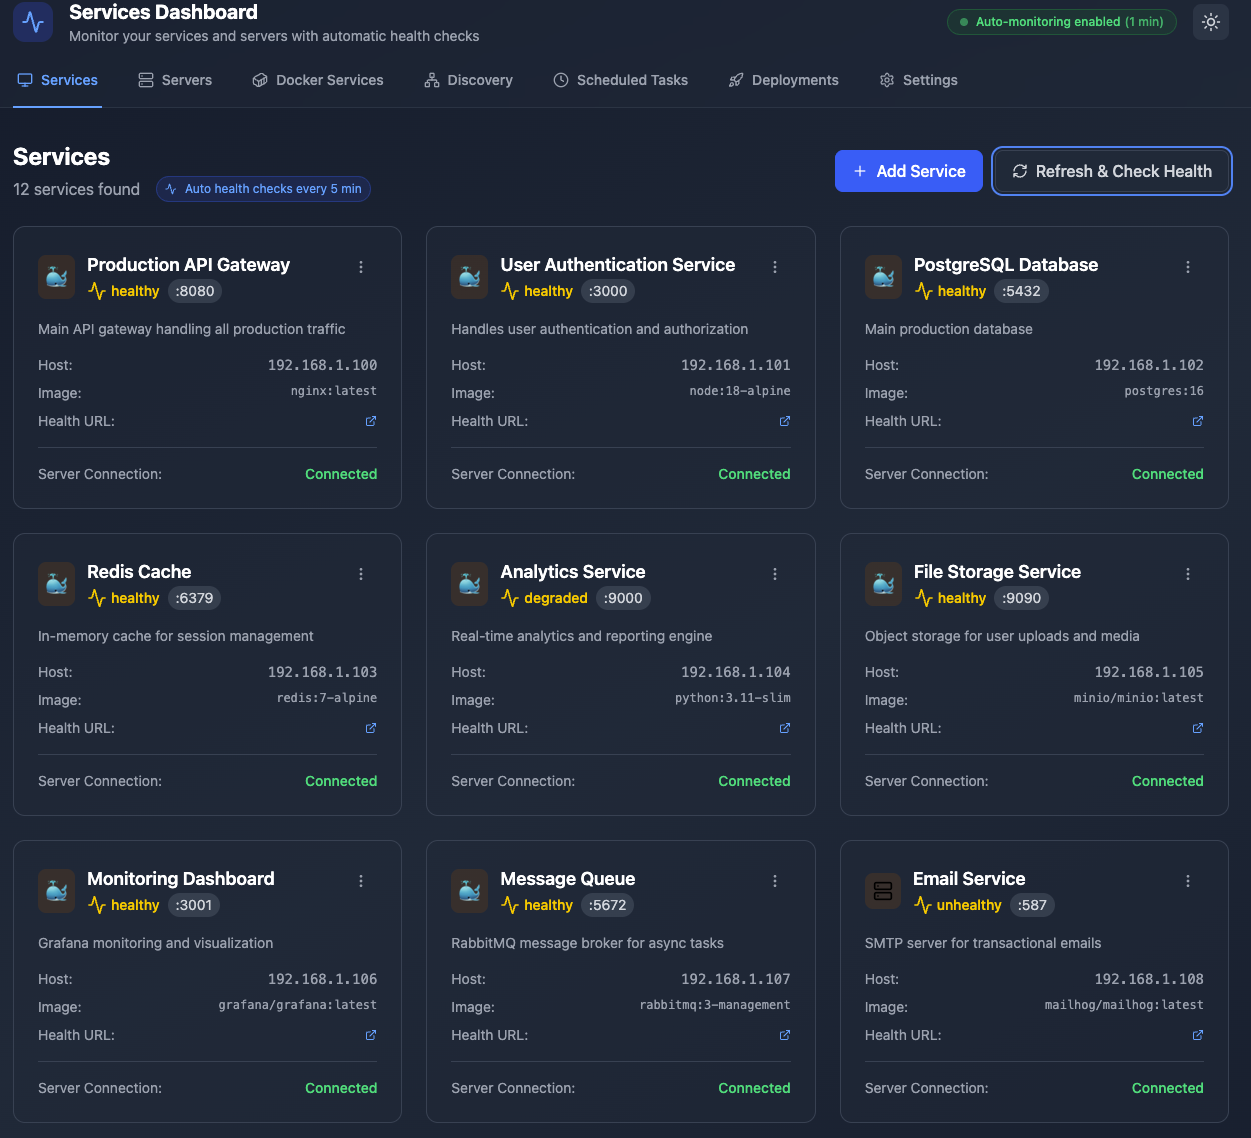 Services Dashboard
Monitor your services and servers with automatic health checks
Auto-monitoring enabled (1 min)
Services
Servers
Docker Services
Discovery
Scheduled Tasks
Deployments
Settings
Services
12 services found
Auto health checks every 5 min
Add Service
Refresh & Check Health
Production API Gateway
healthy :8080
Main API gateway handling all production traffic
Host: 192.168.1.100
Image: nginx:latest
Health URL:
Server Connection: Connected
User Authentication Service
healthy :3000
Handles user authentication and authorization
Host: 192.168.1.101
Image: node:18-alpine
Health URL:
Server Connection: Connected
PostgreSQL Database
healthy :5432
Main production database
Host: 192.168.1.102
Image: postgres:16
Health URL:
Server Connection: Connected
Redis Cache
healthy :6379
In-memory cache for session management
Host: 192.168.1.103
Image: redis:7-alpine
Health URL:
Server Connection: Connected
Analytics Service
degraded :9000
Real-time analytics and reporting engine
Host: 192.168.1.104
Image: python:3.11-slim
Health URL:
Server Connection: Connected
File Storage Service
healthy :9090
Object storage for user uploads and media
Host: 192.168.1.105
Image: minio/minio:latest
Health URL:
Server Connection: Connected
Monitoring Dashboard
healthy :3001
Grafana monitoring and visualization
Host: 192.168.1.106
Image: grafana/grafana:latest
Health URL:
Server Connection: Connected
Message Queue
healthy :5672
RabbitMQ message broker for async tasks
Host: 192.168.1.107
Image: rabbitmq:3-management
Health URL:
Server Connection: Connected
Email Service
unhealthy :587
SMTP server for transactional emails
Host: 192.168.1.108
Image: mailhog/mailhog:latest
Health URL:
Server Connection: Connected